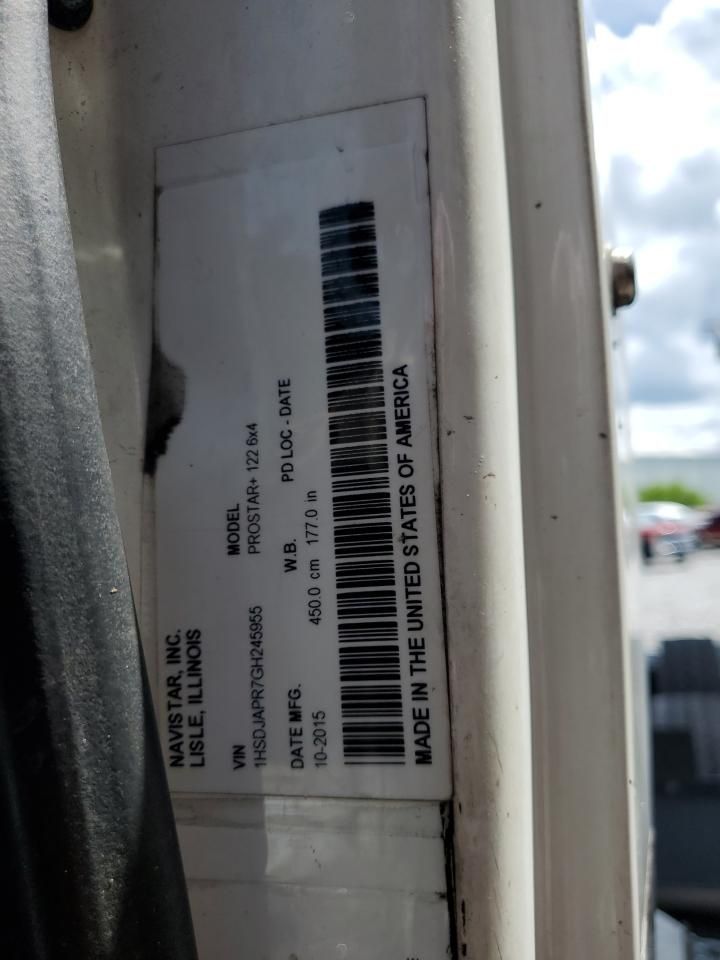 NAVISTAR, INC.
LISLE, ILLINOIS
VIN MODEL
1HSDJAPR7GH245955 PROSTAR+ 122 6x4
DATE MFG. W.B. PD LOC - DATE
10-2015 450.0 cm 177.0 in
MADE IN THE UNITED STATES OF AMERICA